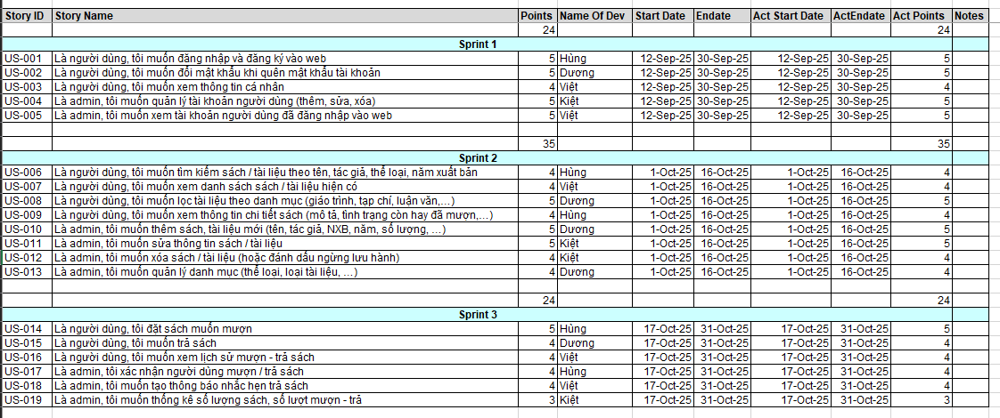 Story ID Story Name Points Name Of Dev Start Date Endate Act Start Date ActEndate Act Points Notes
24 24
Sprint 1
US-001 Là người dùng, tôi muốn đăng nhập và đăng ký vào web 5 Hùng 12-Sep-25 30-Sep-25 12-Sep-25 30-Sep-25 5
US-002 Là người dùng, tôi muốn đổi mật khẩu khi quên mật khẩu tài khoản 5 Dương 12-Sep-25 30-Sep-25 12-Sep-25 30-Sep-25 5
US-003 Là người dùng, tôi muốn xem thông tin cá nhân 4 Việt 12-Sep-25 30-Sep-25 12-Sep-25 30-Sep-25 4
US-004 Là admin, tôi muốn quản lý tài khoản người dùng (thêm, sửa, xóa) 5 Kiệt 12-Sep-25 30-Sep-25 12-Sep-25 30-Sep-25 5
US-005 Là admin, tôi muốn xem tài khoản người dùng đã đăng nhập vào web 5 Việt 12-Sep-25 30-Sep-25 12-Sep-25 30-Sep-25 5
35 35
Sprint 2
US-006 Là người dùng, tôi muốn tìm kiếm sách / tài liệu theo tên, tác giả, thể loại, năm xuất bản 4 Hùng 1-Oct-25 16-Oct-25 1-Oct-25 16-Oct-25 4
US-007 Là người dùng, tôi muốn xem danh sách sách / tài liệu hiện có 4 Việt 1-Oct-25 16-Oct-25 1-Oct-25 16-Oct-25 4
US-008 Là người dùng, tôi muốn lọc tài liệu theo danh mục (giáo trình, tạp chí, luận văn,...) 5 Dương 1-Oct-25 16-Oct-25 1-Oct-25 16-Oct-25 5
US-009 Là người dùng, tôi muốn xem thông tin chi tiết sách (mô tả, tình trạng còn hay đã mượn,...) 4 Hùng 1-Oct-25 16-Oct-25 1-Oct-25 16-Oct-25 4
US-010 Là admin, tôi muốn thêm sách, tài liệu mới (tên, tác giả, NXB, năm, số lượng, ...) 5 Dương 1-Oct-25 16-Oct-25 1-Oct-25 16-Oct-25 5
US-011 Là admin, tôi muốn sửa thông tin sách / tài liệu 5 Kiệt 1-Oct-25 16-Oct-25 1-Oct-25 16-Oct-25 5
US-012 Là admin, tôi muốn xóa sách / tài liệu (hoặc đánh dấu ngừng lưu hành) 4 Kiệt 1-Oct-25 16-Oct-25 1-Oct-25 16-Oct-25 4
US-013 Là admin, tôi muốn quản lý danh mục (thể loại, loại tài liệu, ...) 4 Dương 1-Oct-25 16-Oct-25 1-Oct-25 16-Oct-25 4
24 24
Sprint 3
US-014 Là người dùng, tôi đặt sách muốn mượn 5 Hùng 17-Oct-25 31-Oct-25 17-Oct-25 31-Oct-25 5
US-015 Là người dùng, tôi muốn trả sách 4 Dương 17-Oct-25 31-Oct-25 17-Oct-25 31-Oct-25 4
US-016 Là người dùng, tôi muốn xem lịch sử mượn - trả sách 4 Việt 17-Oct-25 31-Oct-25 17-Oct-25 31-Oct-25 4
US-017 Là admin, tôi xác nhận người dùng mượn / trả sách 4 Hùng 17-Oct-25 31-Oct-25 17-Oct-25 31-Oct-25 4
US-018 Là admin, tôi muốn tạo thông báo nhắc hẹn trả sách 4 Việt 17-Oct-25 31-Oct-25 17-Oct-25 31-Oct-25 4
US-019 Là admin, tôi muốn thống kê số lượng sách, số lượt mượn - trả 3 Kiệt 17-Oct-25 31-Oct-25 17-Oct-25 31-Oct-25 3